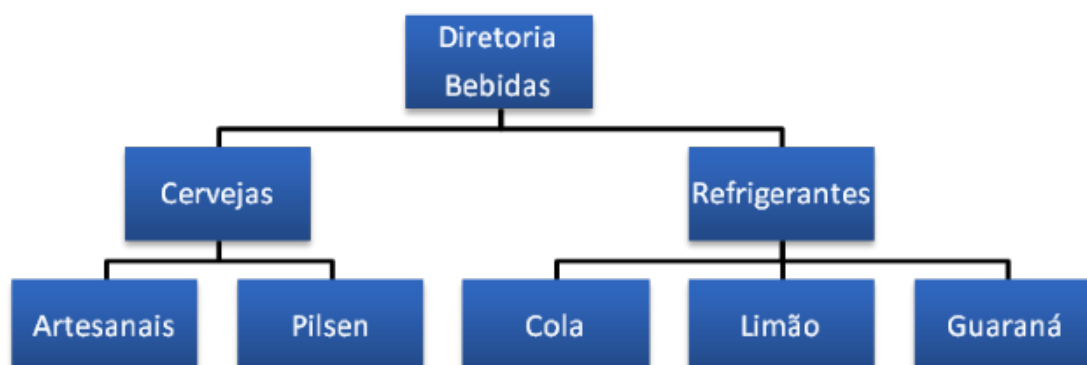 Diretoria
Bebidas
Cervejas
Refrigerantes
Artesanais
Pilsen
Cola
Limão
Guaraná